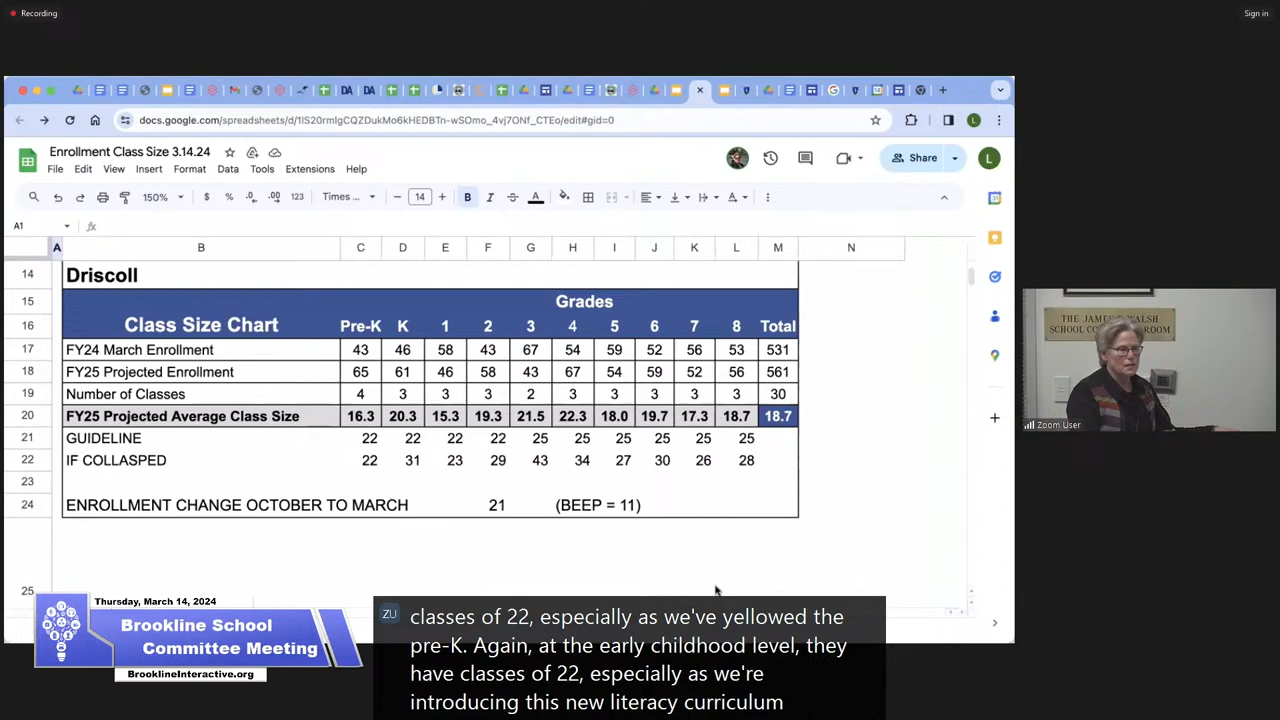 Recording
Sign in
docs.google.com/spreadsheets/d/1lS20rmlgCQZDukMo6kHEDBTn-wSOmo_4vj7ONf_CTEo/edit#gid=0
Enrollment Class Size 3.14.24
File Edit View Insert Format Data Tools Extensions Help
Share
L
150% $ % .0 .00 123 Times ... 14 B I A
A1 fx
A B C D E F G H I J K L M N
14 Driscoll
15 Grades
16 Class Size Chart Pre-K K 1 2 3 4 5 6 7 8 Total
17 FY24 March Enrollment 43 46 58 43 67 54 59 52 56 53 531
18 FY25 Projected Enrollment 65 61 46 58 43 67 54 59 52 56 561
19 Number of Classes 4 3 3 3 2 3 3 3 3 3 30
20 FY25 Projected Average Class Size 16.3 20.3 15.3 19.3 21.5 22.3 18.0 19.7 17.3 18.7 18.7
21 GUIDELINE 22 22 22 22 25 25 25 25 25 25
22 IF COLLASPED 22 31 23 29 43 34 27 30 26 28
23
24 ENROLLMENT CHANGE OCTOBER TO MARCH 21 (BEEP = 11)
25
THE JAMES WALSH
SCHOOL COMMITTEE ROOM
Zoom User
Thursday, March 14, 2024
Brookline School
Committee Meeting
BrooklineInteractive.org
ZU
classes of 22, especially as we've yellowed the
pre-K. Again, at the early childhood level, they
have classes of 22, especially as we're
introducing this new literacy curriculum